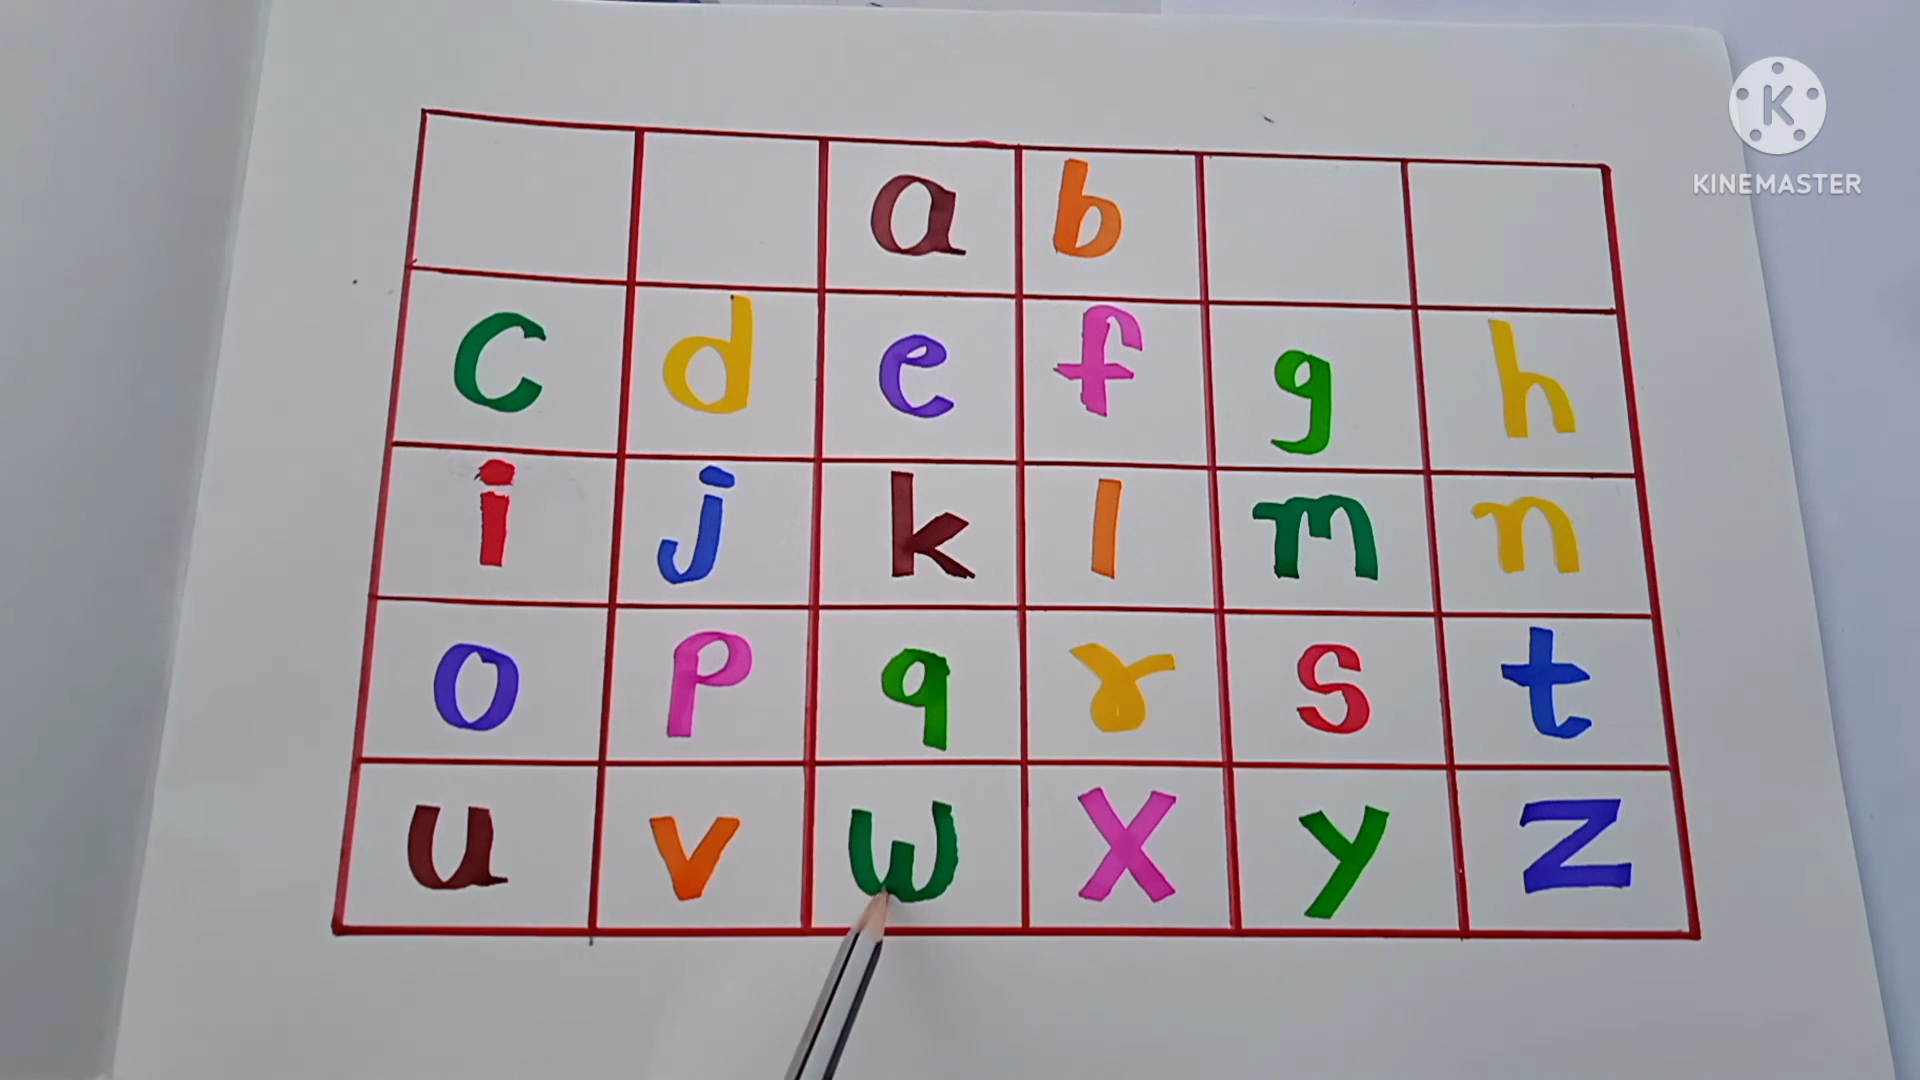 a b
c d e f g h
i j k l m n
o p q r s t
u v w x y z
K
KINEMASTER